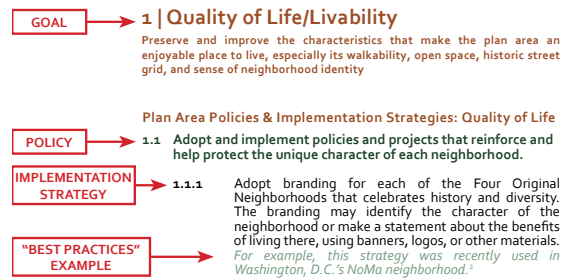 GOAL
1 | Quality of Life/Livability
Preserve and improve the characteristics that make the plan area an
enjoyable place to live, especially its walkability, open space, historic street
grid, and sense of neighborhood identity
Plan Area Policies & Implementation Strategies: Quality of Life
POLICY
1.1 Adopt and implement policies and projects that reinforce and
help protect the unique character of each neighborhood.
IMPLEMENTATION
STRATEGY
1.1.1 Adopt branding for each of the Four Original
Neighborhoods that celebrates history and diversity.
The branding may identify the character of the
neighborhood or make a statement about the benefits
of living there, using banners, logos, or other materials.
"BEST PRACTICES"
EXAMPLE
For example, this strategy was recently used in
Washington, D.C.'s NoMa neighborhood.²